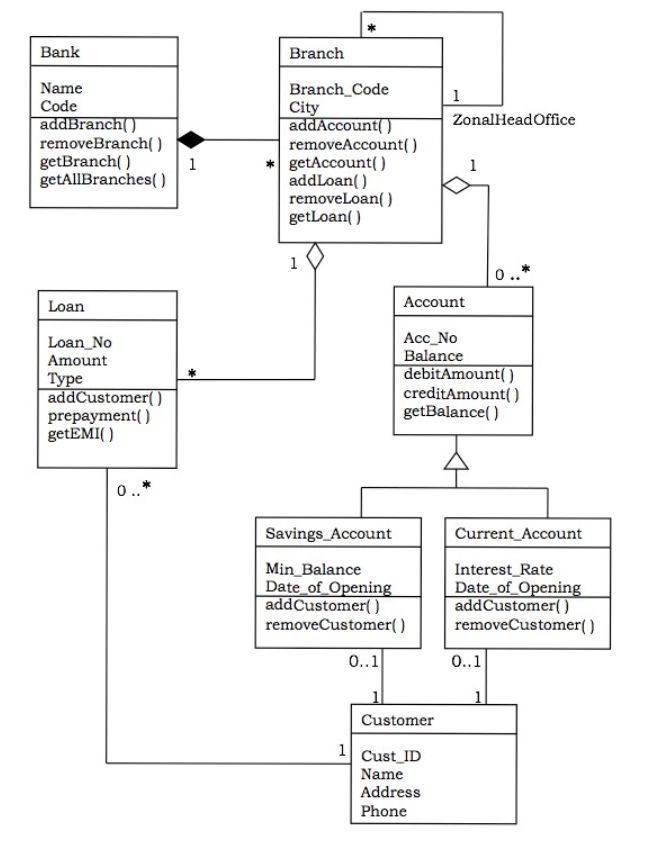 Bank
Name
Code
addBranch( )
removeBranch( )
getBranch( )
getAllBranches( )
1
*
Branch
Branch_Code
City
addAccount( )
removeAccount( )
getAccount( )
addLoan( )
removeLoan( )
getLoan( )
*
1
ZonalHeadOffice
1
0 ..*
1
*
Loan
Loan_No
Amount
Type
addCustomer( )
prepayment( )
getEMI( )
0 ..*
Account
Acc_No
Balance
debitAmount( )
creditAmount( )
getBalance( )
Savings_Account
Min_Balance
Date_of_Opening
addCustomer( )
removeCustomer( )
Current_Account
Interest_Rate
Date_of_Opening
addCustomer( )
removeCustomer( )
0..1
0..1
1
1
1
Customer
Cust_ID
Name
Address
Phone